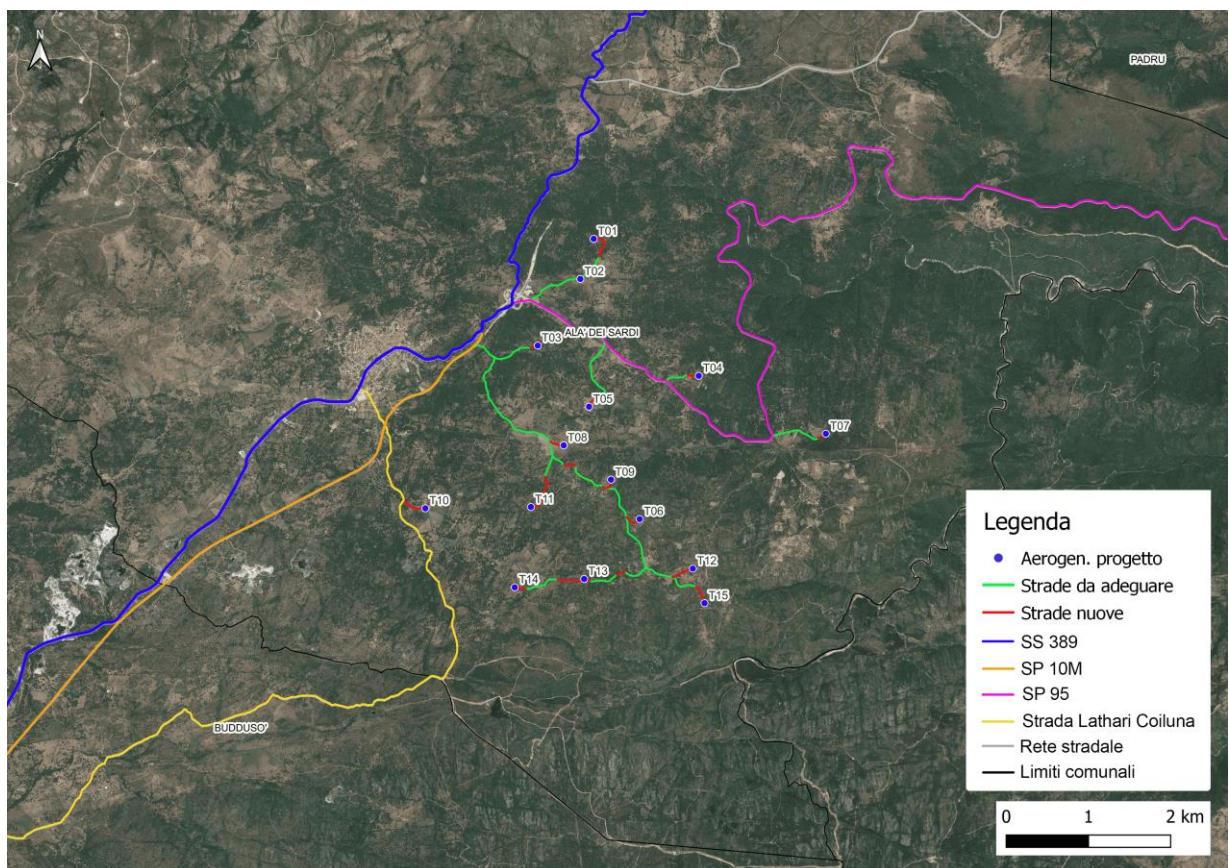 N
PADRU
T01
T02
ALA' DEI SARDI
T03
T04
T05
T07
T08
T09
T10
T11
T06
T12
T13
T14
T15
BUDDUSO'
Legenda
Aerogen. progetto
Strade da adeguare
Strade nuove
SS 389
SP 10M
SP 95
Strada Lathari Coiluna
Rete stradale
Limiti comunali
0 1 2 km